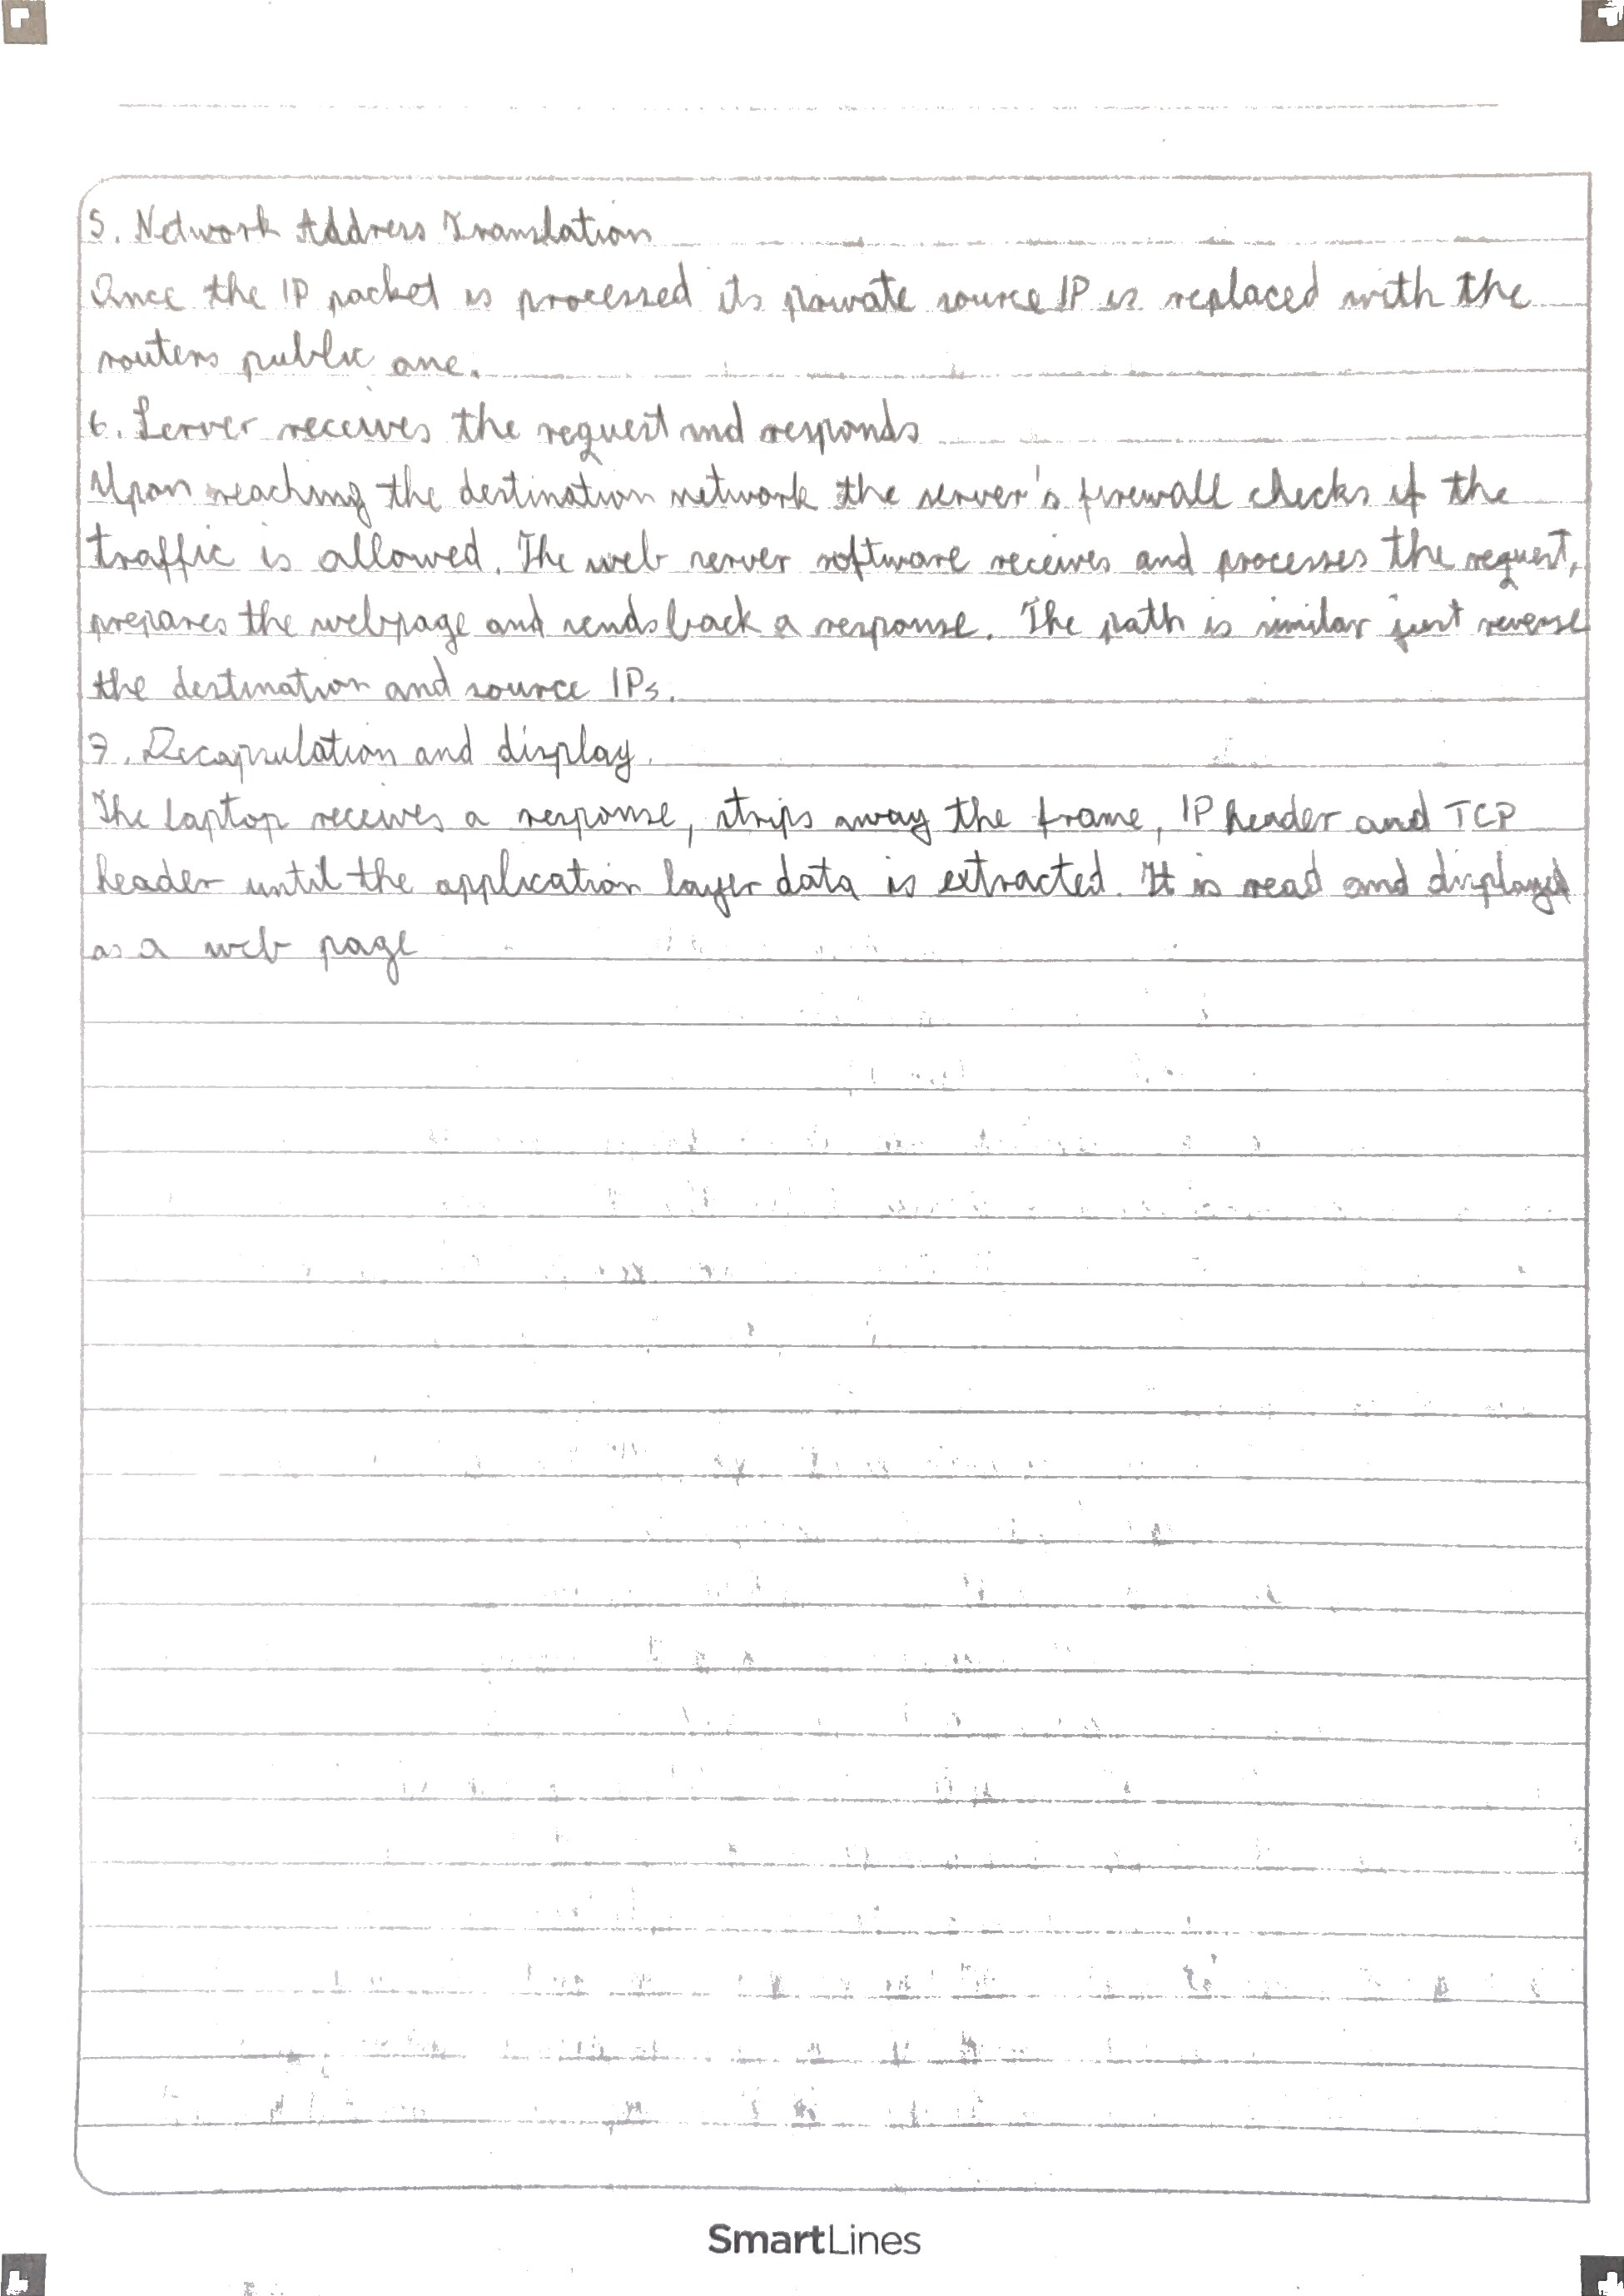 5. Network Address Translation
Once the IP packet is processed its private source IP is replaced with the
routers public one.
6. Server receives the request and responds
Upon reaching the destination network the server's firewall checks if the
traffic is allowed. The web server software receives and processes the request,
prepares the webpage and sends back a response. The path is similar just reverse
the destination and source IPs.
7. Decapsulation and display.
The laptop receives a response, strips away the frame, IP header and TCP
header until the application layer data is extracted. It is read and displayed
as a web page
SmartLines